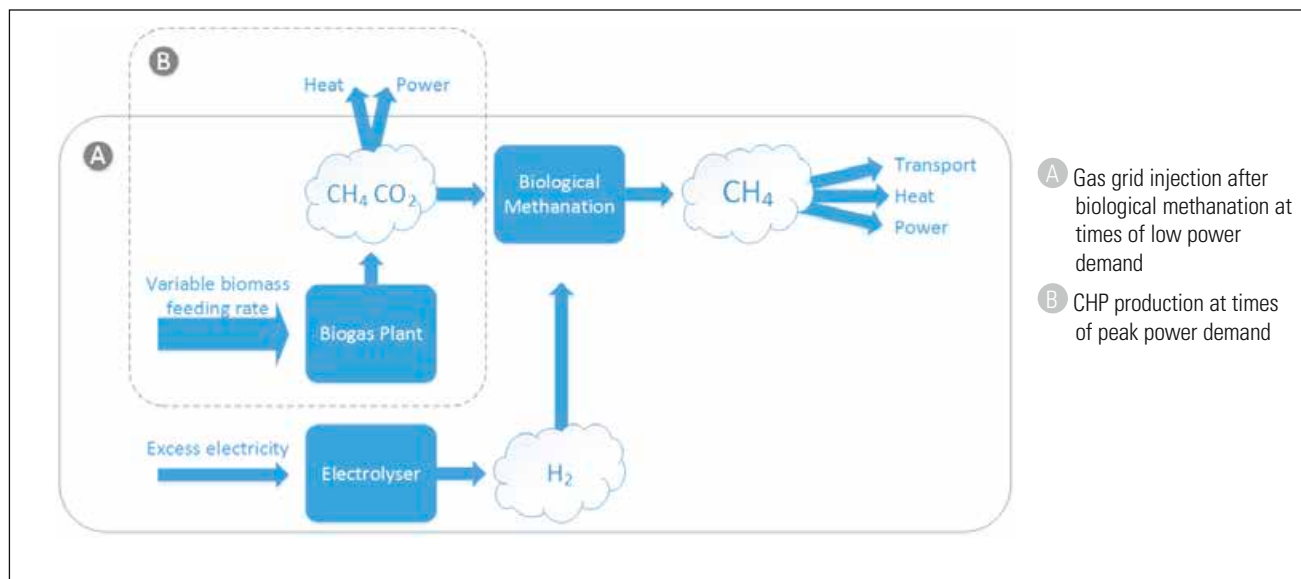 B
Heat
Power
A
CH₄ CO₂
Biological
Methanation
CH₄
Transport
Heat
Power
Variable biomass
feeding rate
Biogas Plant
Excess electricity
Electrolyser
H₂
A Gas grid injection after
biological methanation at
times of low power
demand
B CHP production at times
of peak power demand